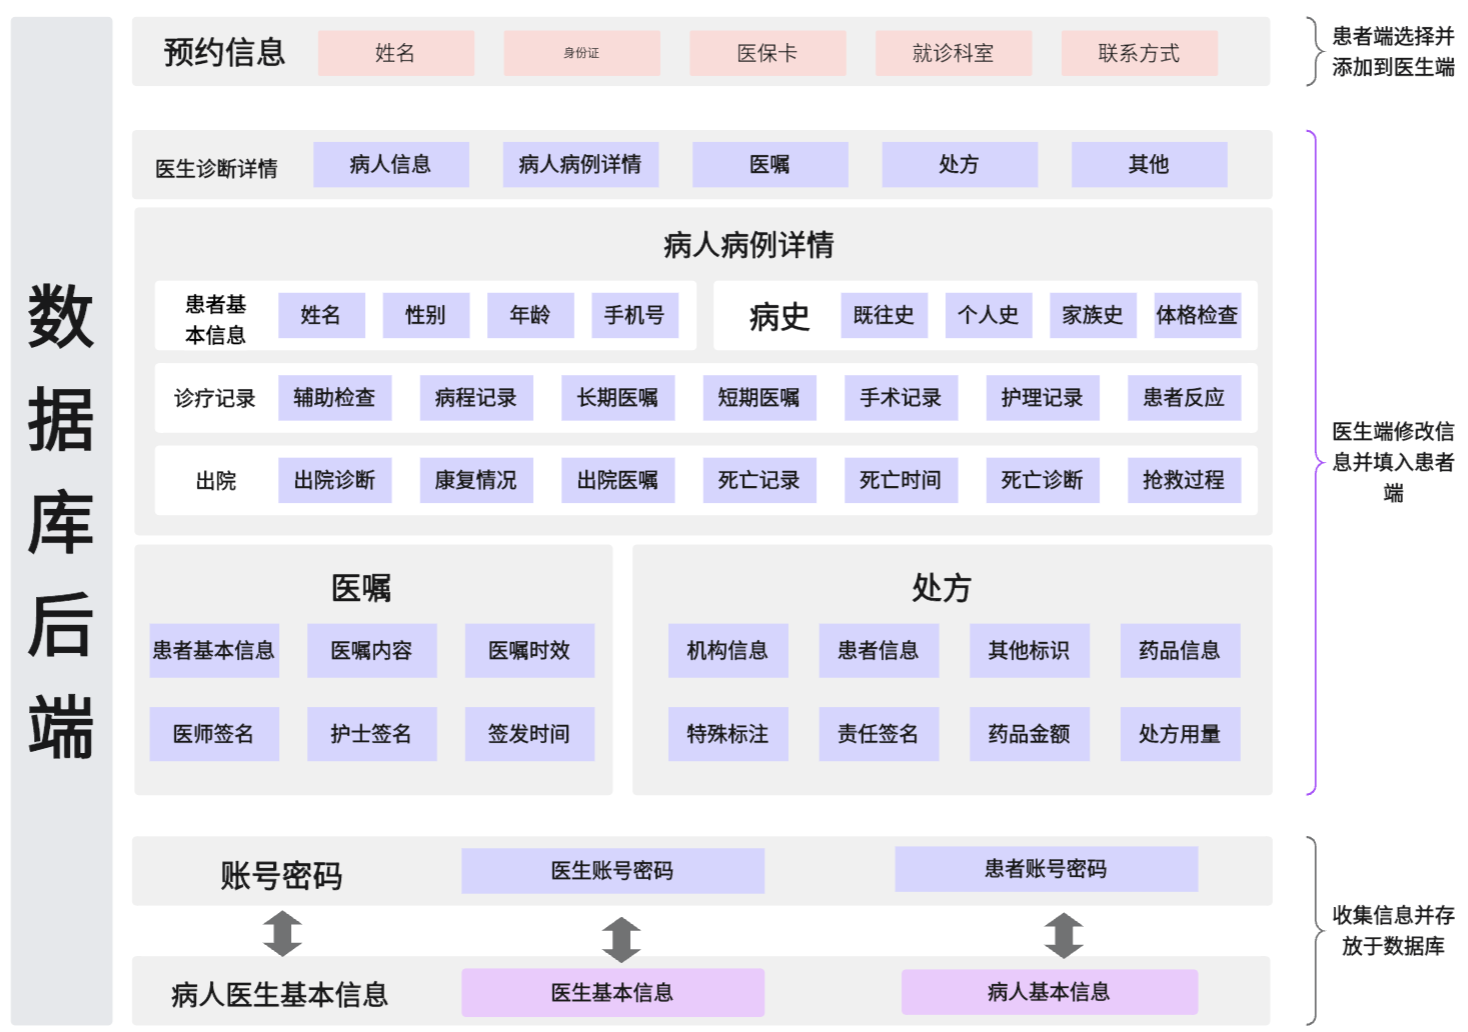 数据库后端
预约信息 姓名 身份证 医保卡 就诊科室 联系方式
患者端选择并
添加到医生端
医生诊断详情 病人信息 病人病例详情 医嘱 处方 其他
病人病例详情
患者基
本信息
姓名 性别 年龄 手机号
病史 既往史 个人史 家族史 体格检查
诊疗记录 辅助检查 病程记录 长期医嘱 短期医嘱 手术记录 护理记录 患者反应
出院 出院诊断 康复情况 出院医嘱 死亡记录 死亡时间 死亡诊断 抢救过程
医嘱
患者基本信息 医嘱内容 医嘱时效
医师签名 护士签名 签发时间
处方
机构信息 患者信息 其他标识 药品信息
特殊标注 责任签名 药品金额 处方用量
医生端修改信
息并填入患者
端
账号密码 医生账号密码 患者账号密码
病人医生基本信息 医生基本信息 病人基本信息
收集信息并存
放于数据库